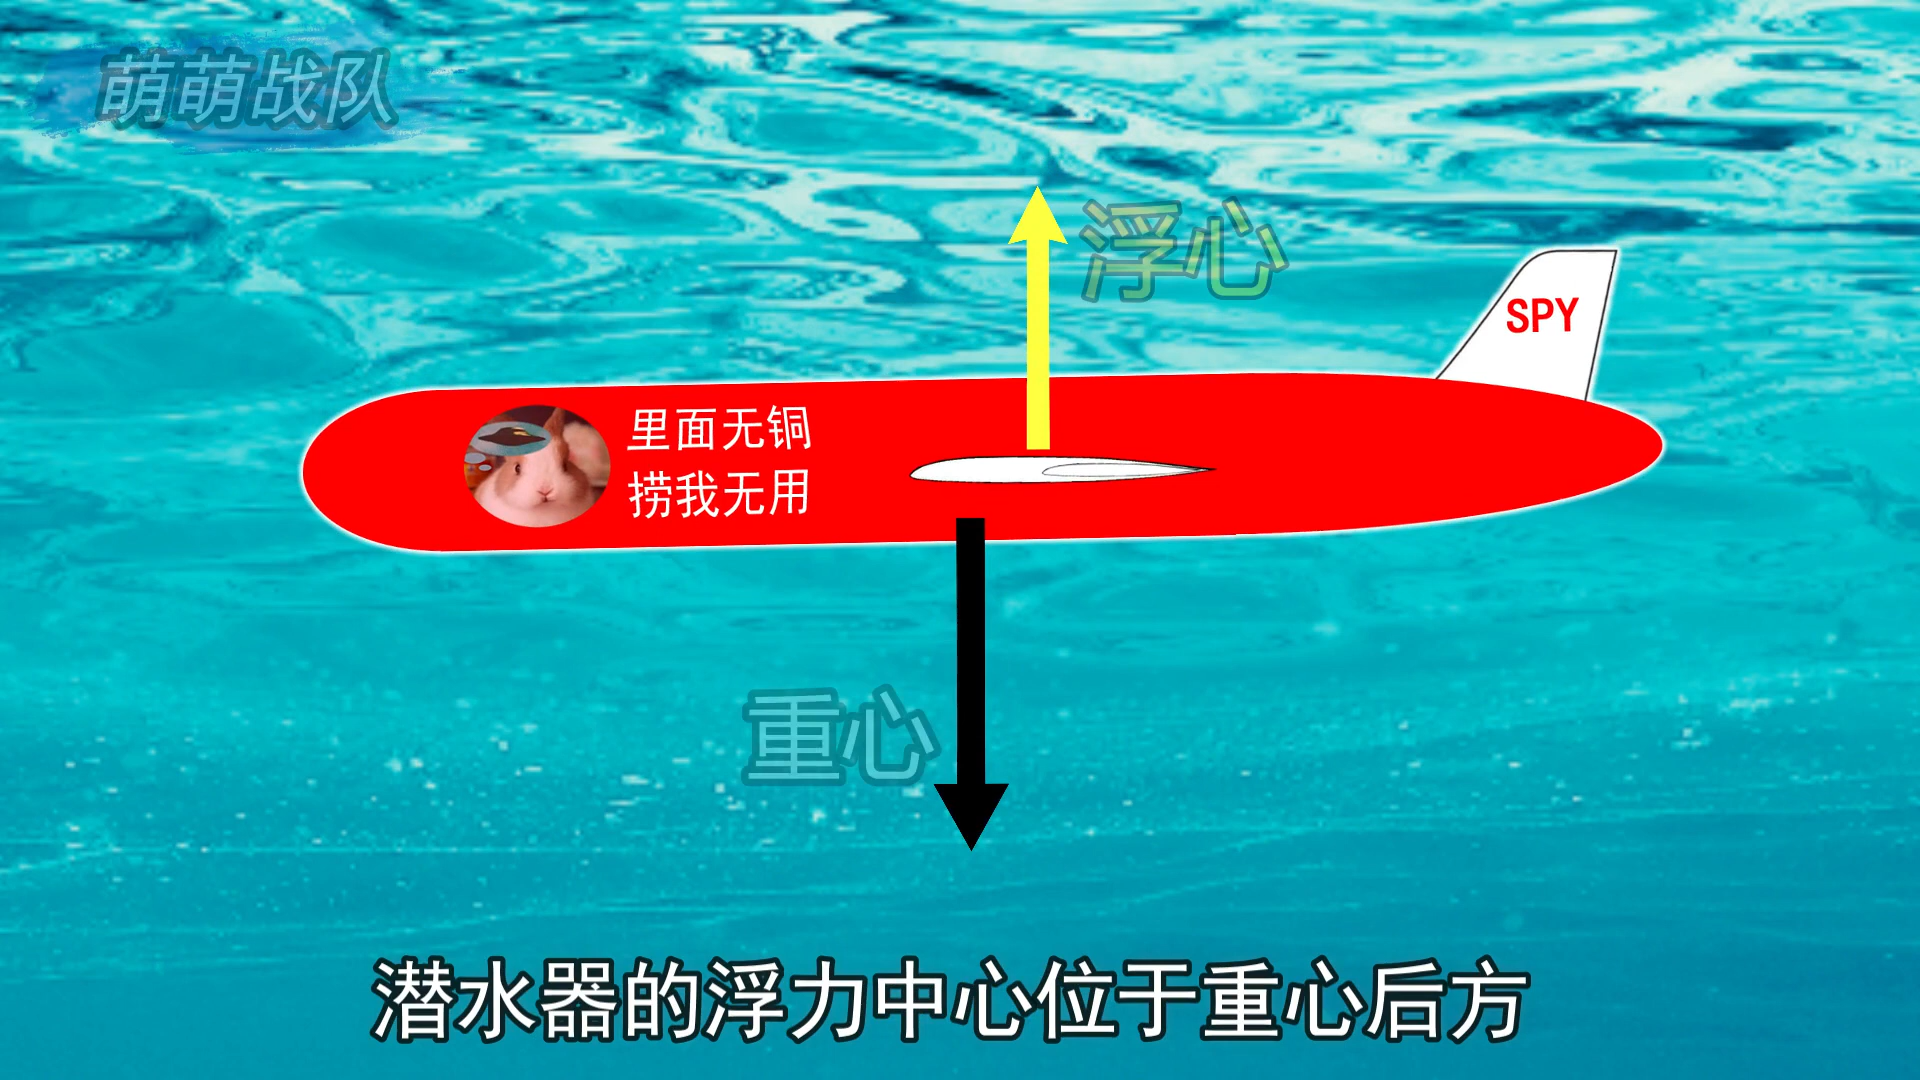 萌萌战队
浮心
SPY
里面无铜
捞我无用
重心
潜水器的浮力中心位于重心后方